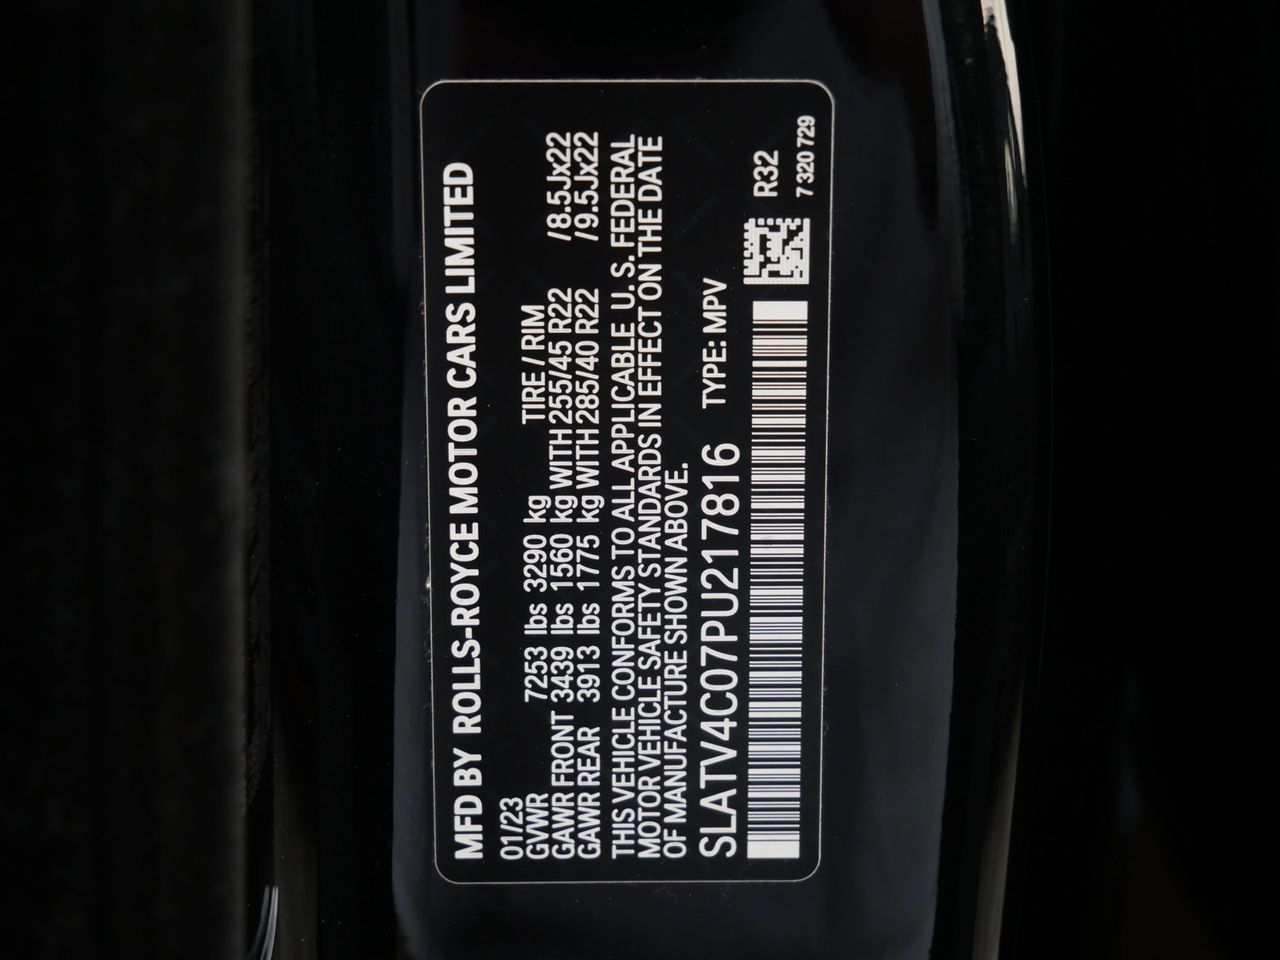 MFD BY ROLLS-ROYCE MOTOR CARS LIMITED
01/23
GVWR 7253 lbs 3290 kg TIRE / RIM
GAWR FRONT 3439 lbs 1560 kg WITH 255/45 R22 /8.5Jx22
GAWR REAR 3913 lbs 1775 kg WITH 285/40 R22 /9.5Jx22
THIS VEHICLE CONFORMS TO ALL APPLICABLE U.S. FEDERAL
MOTOR VEHICLE SAFETY STANDARDS IN EFFECT ON THE DATE
OF MANUFACTURE SHOWN ABOVE.
SLATV4C07PU217816 TYPE: MPV
R32
7 320 729